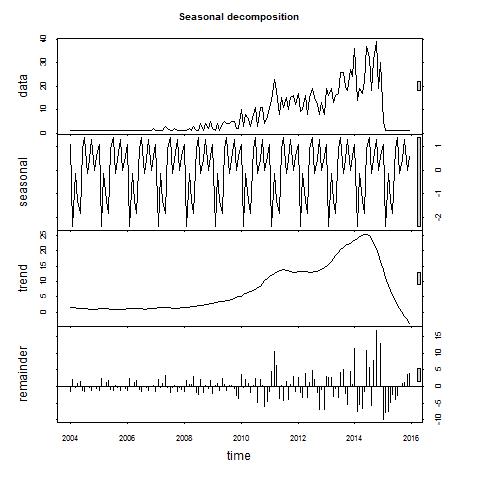 Seasonal decomposition
data
0 10 20 30 40
seasonal
-2 -1 0 1
trend
0 5 10 15 20 25
remainder
-10 -5 0 5 10 15
2004 2006 2008 2010 2012 2014 2016
time